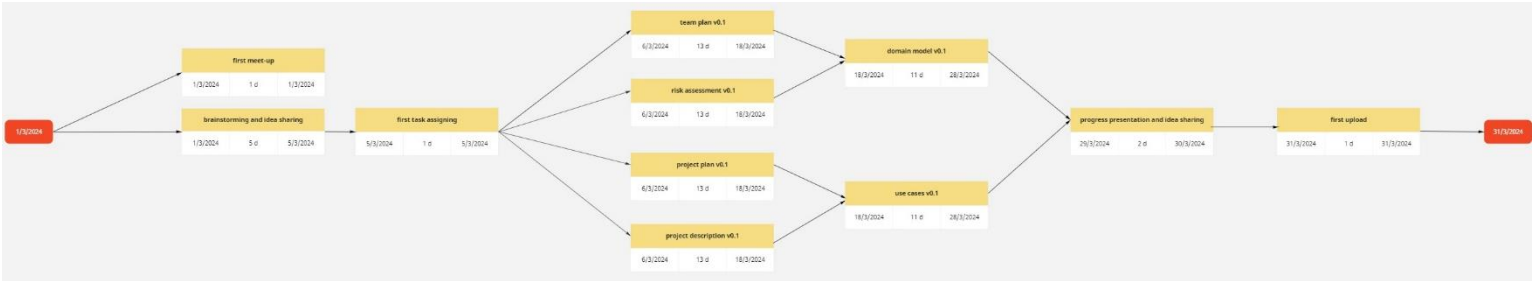 1/3/2024
first meet-up
1/3/2024 1 d 1/3/2024
brainstorming and idea sharing
1/3/2024 5 d 5/3/2024
first task assigning
5/3/2024 1 d 5/3/2024
team plan v0.1
6/3/2024 13 d 18/3/2024
risk assessment v0.1
6/3/2024 13 d 18/3/2024
project plan v0.1
6/3/2024 13 d 18/3/2024
project description v0.1
6/3/2024 13 d 18/3/2024
domain model v0.1
18/3/2024 11 d 28/3/2024
use cases v0.1
18/3/2024 11 d 28/3/2024
progress presentation and idea sharing
29/3/2024 2 d 30/3/2024
first upload
31/3/2024 1 d 31/3/2024
31/3/2024